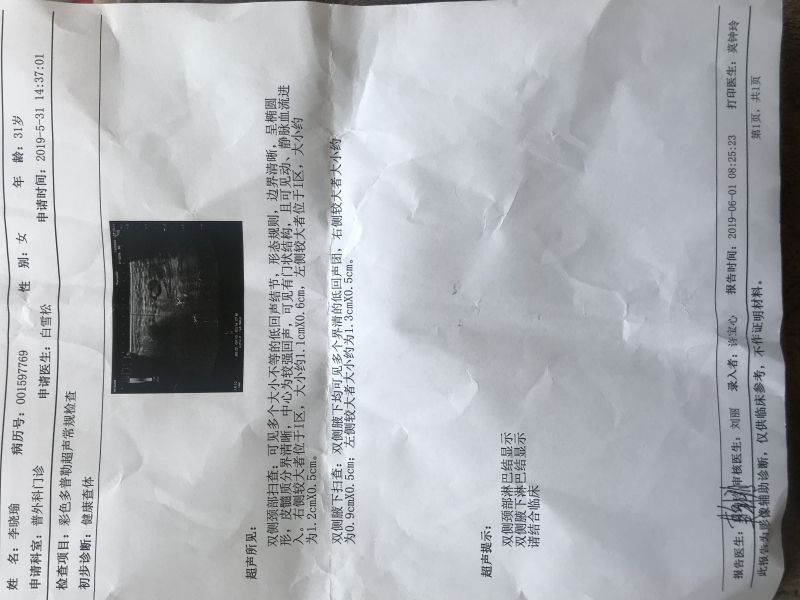 姓 名：李晓瑜 病历号：001597769 性 别：女 年 龄：31岁
申请科室：普外科门诊 申请医生：白雪松 申请时间：2019-5-31 14:37:01
检查项目：彩色多普勒超声常规检查
初步诊断：健康查体
超声所见：
双侧颈部扫查：可见多个大小不等的低回声结节，形态规则，边界清晰，呈椭圆
形，皮髓质分界清晰，中心为较强回声，可见有门状结构，且可见动、静脉血流进
入。右侧较大者位于I区，大小约1.1cmX0.6cm，左侧较大者位于I区，大小约
为1.2cmX0.5cm。
双侧腋下扫查：双侧腋下均可见多个界清的低回声团，右侧较大者大小约
为0.9cmX0.5cm；左侧较大者大小约为1.3cmX0.5cm。
超声提示：
双侧颈部淋巴结显示
双侧腋下淋巴结显示
请结合临床
报告医生： 审核医生：刘丽 录入者：许宝心 报告时间：2019-06-01 08:25:23 打印医生：莫钟玲
此报告为影像辅助诊断，仅供临床参考，不作证明材料。 第1页，共1页